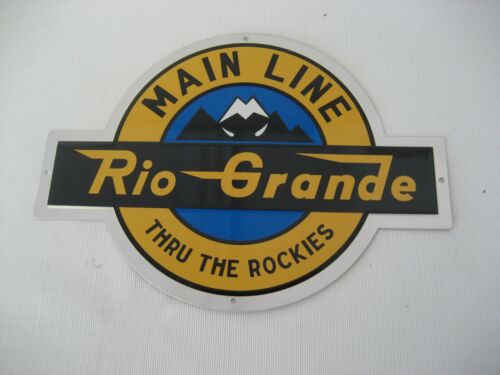 MAIN LINE
Rio Grande
THRU THE ROCKIES